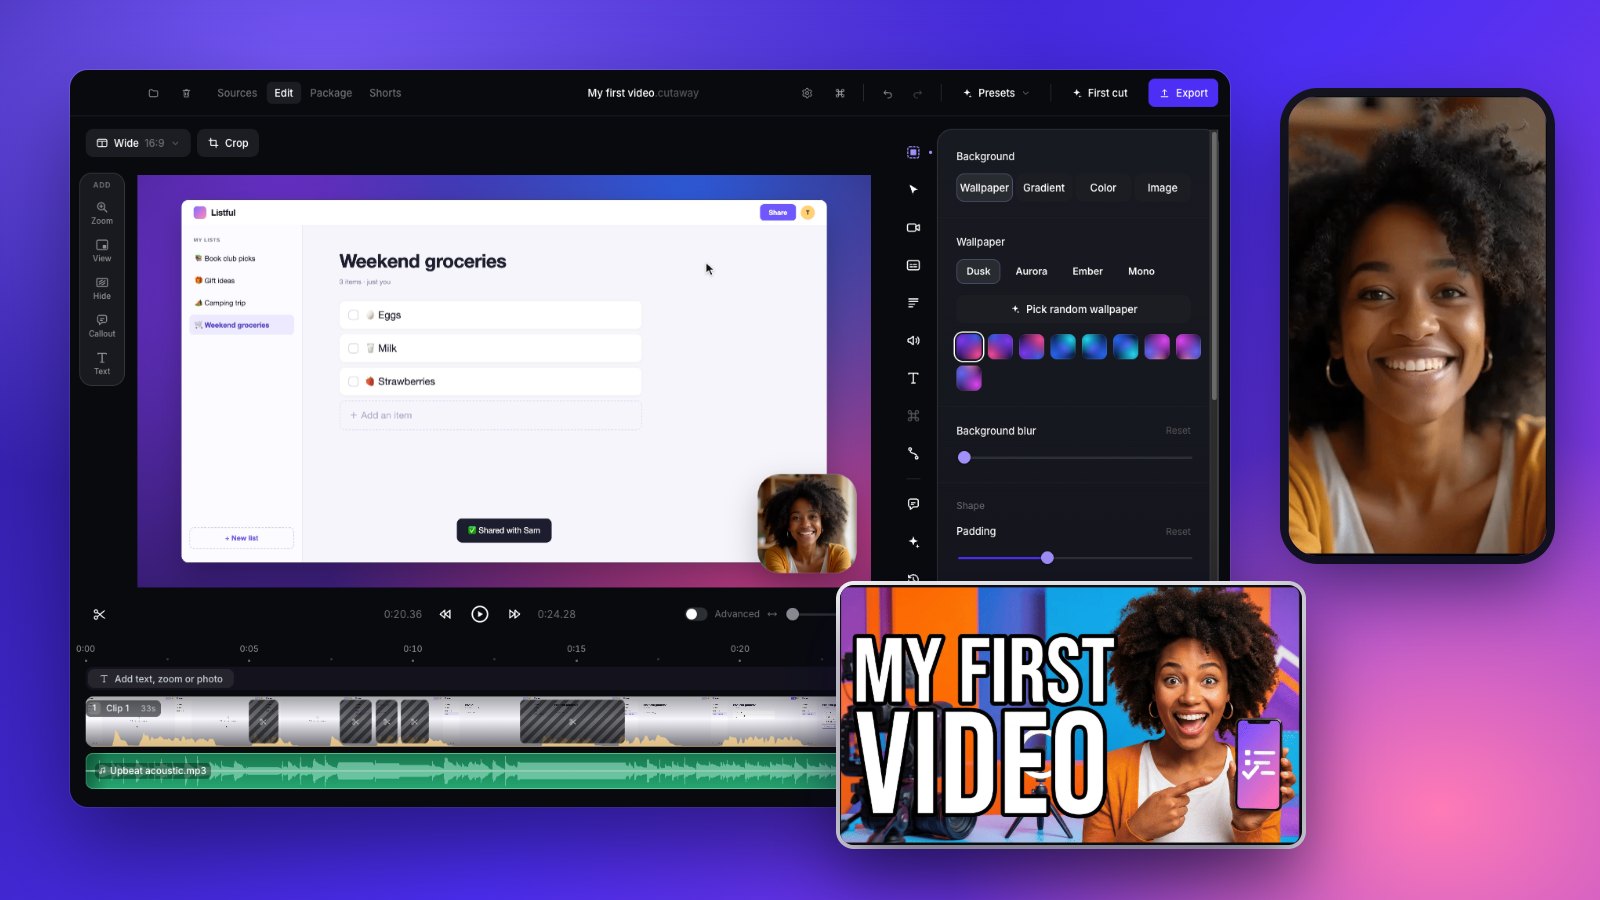 Sources Edit Package Shorts
My first video.cutaway
Presets First cut Export
Wide 16:9 Crop
ADD
Zoom
View
Hide
Callout
Text
Listful
Share T
MY LISTS
Book club picks
Gift ideas
Camping trip
Weekend groceries
+ New list
Weekend groceries
3 items · just you
Eggs
Milk
Strawberries
+ Add an item
Shared with Sam
Background
Wallpaper Gradient Color Image
Wallpaper
Dusk Aurora Ember Mono
Pick random wallpaper
Background blur Reset
Shape
Padding Reset
0:20.36 0:24.28
Advanced
0:00 0:05 0:10 0:15 0:20
T Add text, zoom or photo
1 Clip 1 33s
Upbeat acoustic.mp3
MY FIRST
VIDEO